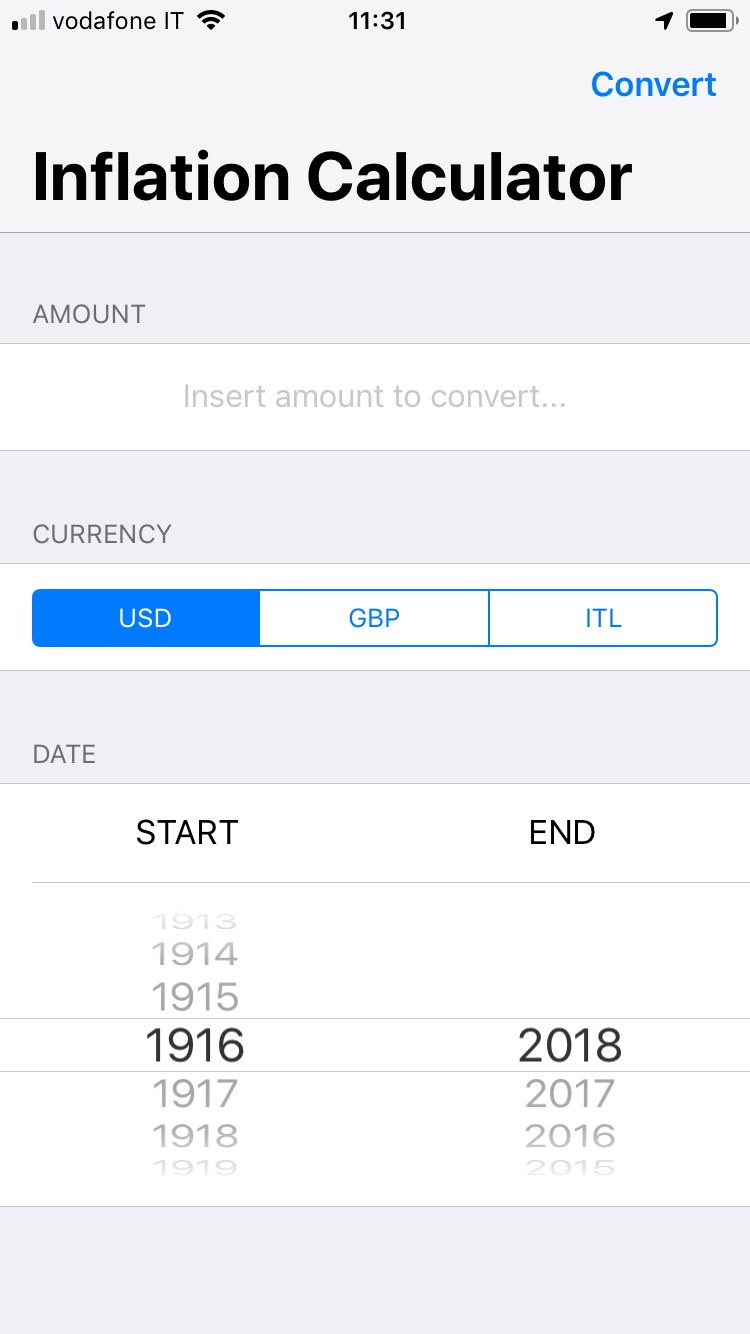 vodafone IT 11:31
Convert
Inflation Calculator
AMOUNT
Insert amount to convert...
CURRENCY
USD GBP ITL
DATE
START END
1913
1914
1915
1916 2018
1917 2017
1918 2016
1919 2015